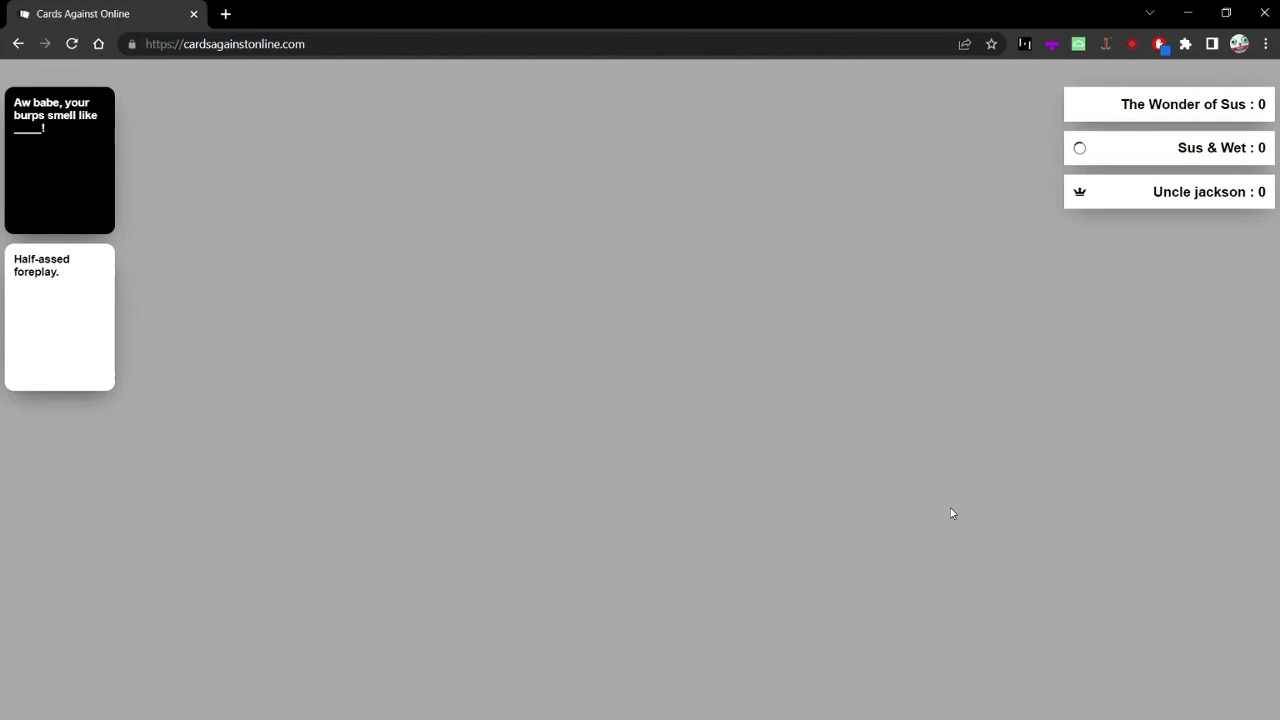 Cards Against Online
https://cardsagainstonline.com
Aw babe, your
burps smell like
_____!
Half-assed
foreplay.
The Wonder of Sus : 0
Sus & Wet : 0
Uncle jackson : 0